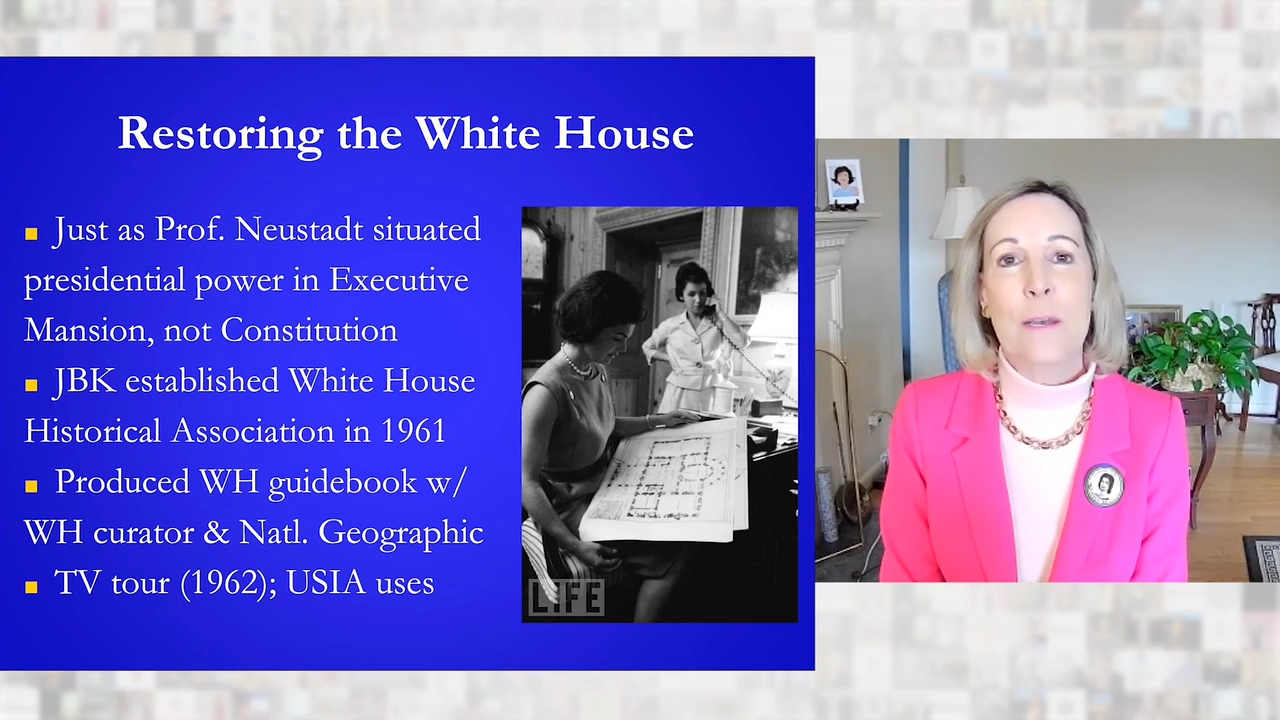 Restoring the White House
■ Just as Prof. Neustadt situated
presidential power in Executive
Mansion, not Constitution
■ JBK established White House
Historical Association in 1961
■ Produced WH guidebook w/
WH curator & Natl. Geographic
■ TV tour (1962); USIA uses
LIFE